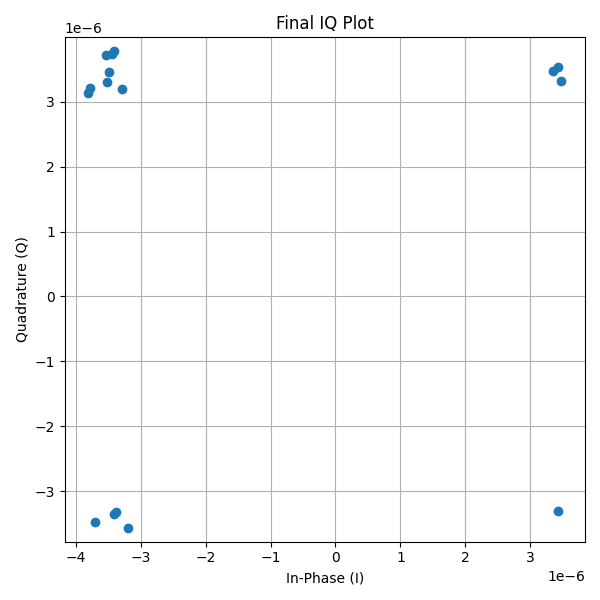 Final IQ Plot
1e−6
3
2
1
0
−1
−2
−3
Quadrature (Q)
−4 −3 −2 −1 0 1 2 3
In-Phase (I)
1e−6